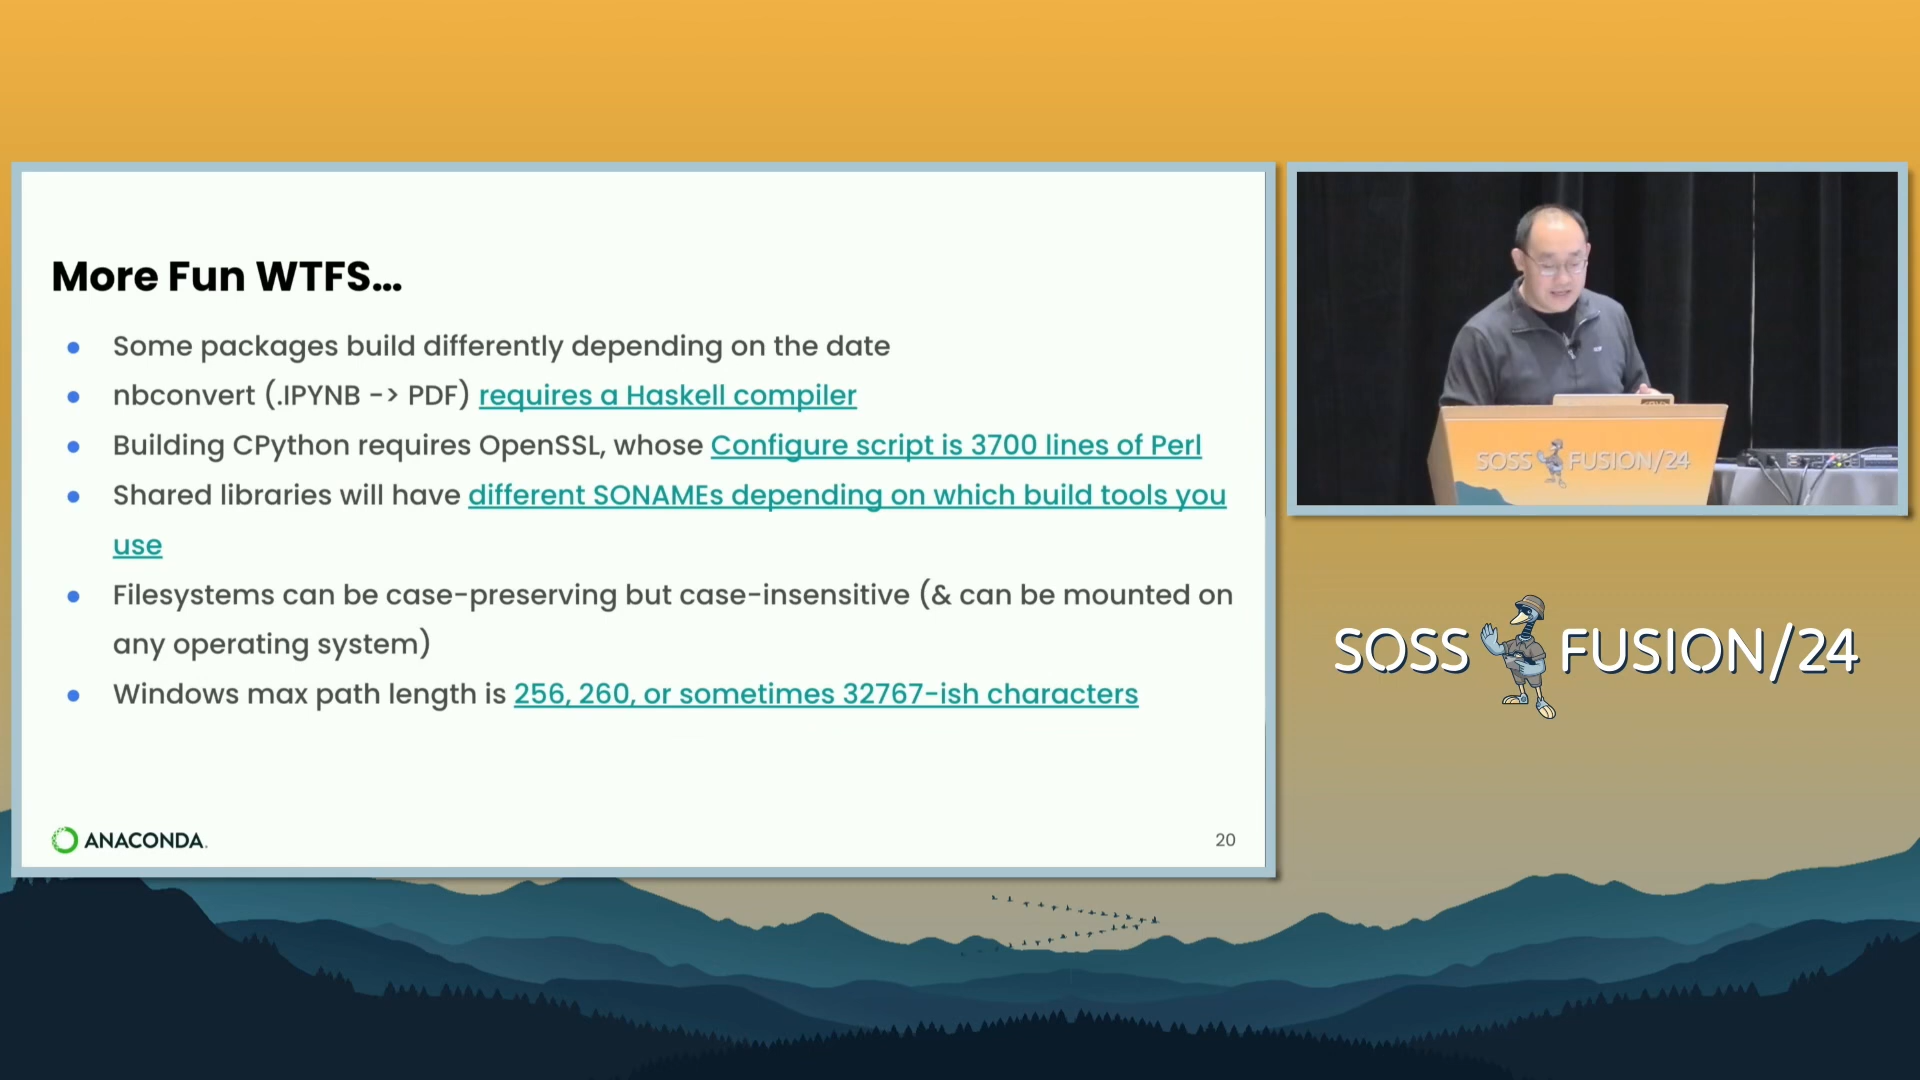 More Fun WTFS...
Some packages build differently depending on the date
nbconvert (.IPYNB -> PDF) requires a Haskell compiler
Building CPython requires OpenSSL, whose Configure script is 3700 lines of Perl
Shared libraries will have different SONAMEs depending on which build tools you
use
Filesystems can be case-preserving but case-insensitive (& can be mounted on
any operating system)
Windows max path length is 256, 260, or sometimes 32767-ish characters
ANACONDA.
20
SOSS FUSION/24
SOSS FUSION/24